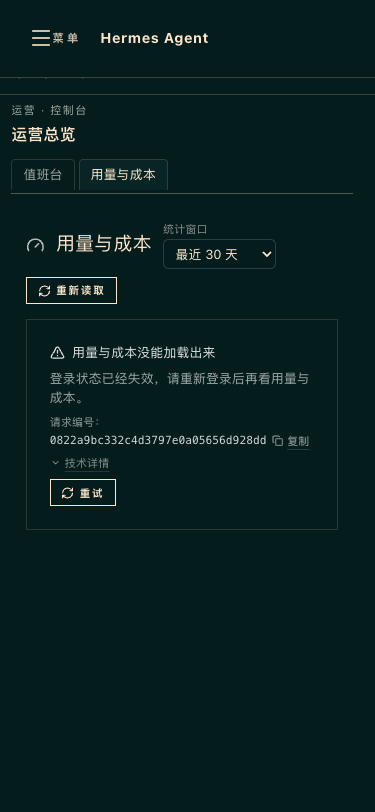 菜单 Hermes Agent
运营 · 控制台
运营总览
值班台 用量与成本
用量与成本
统计窗口
最近 30 天
重新读取
用量与成本没能加载出来
登录状态已经失效，请重新登录后再看用量与
成本。
请求编号：
0822a9bc332c4d3797e0a05656d928dd 复制
技术详情
重试